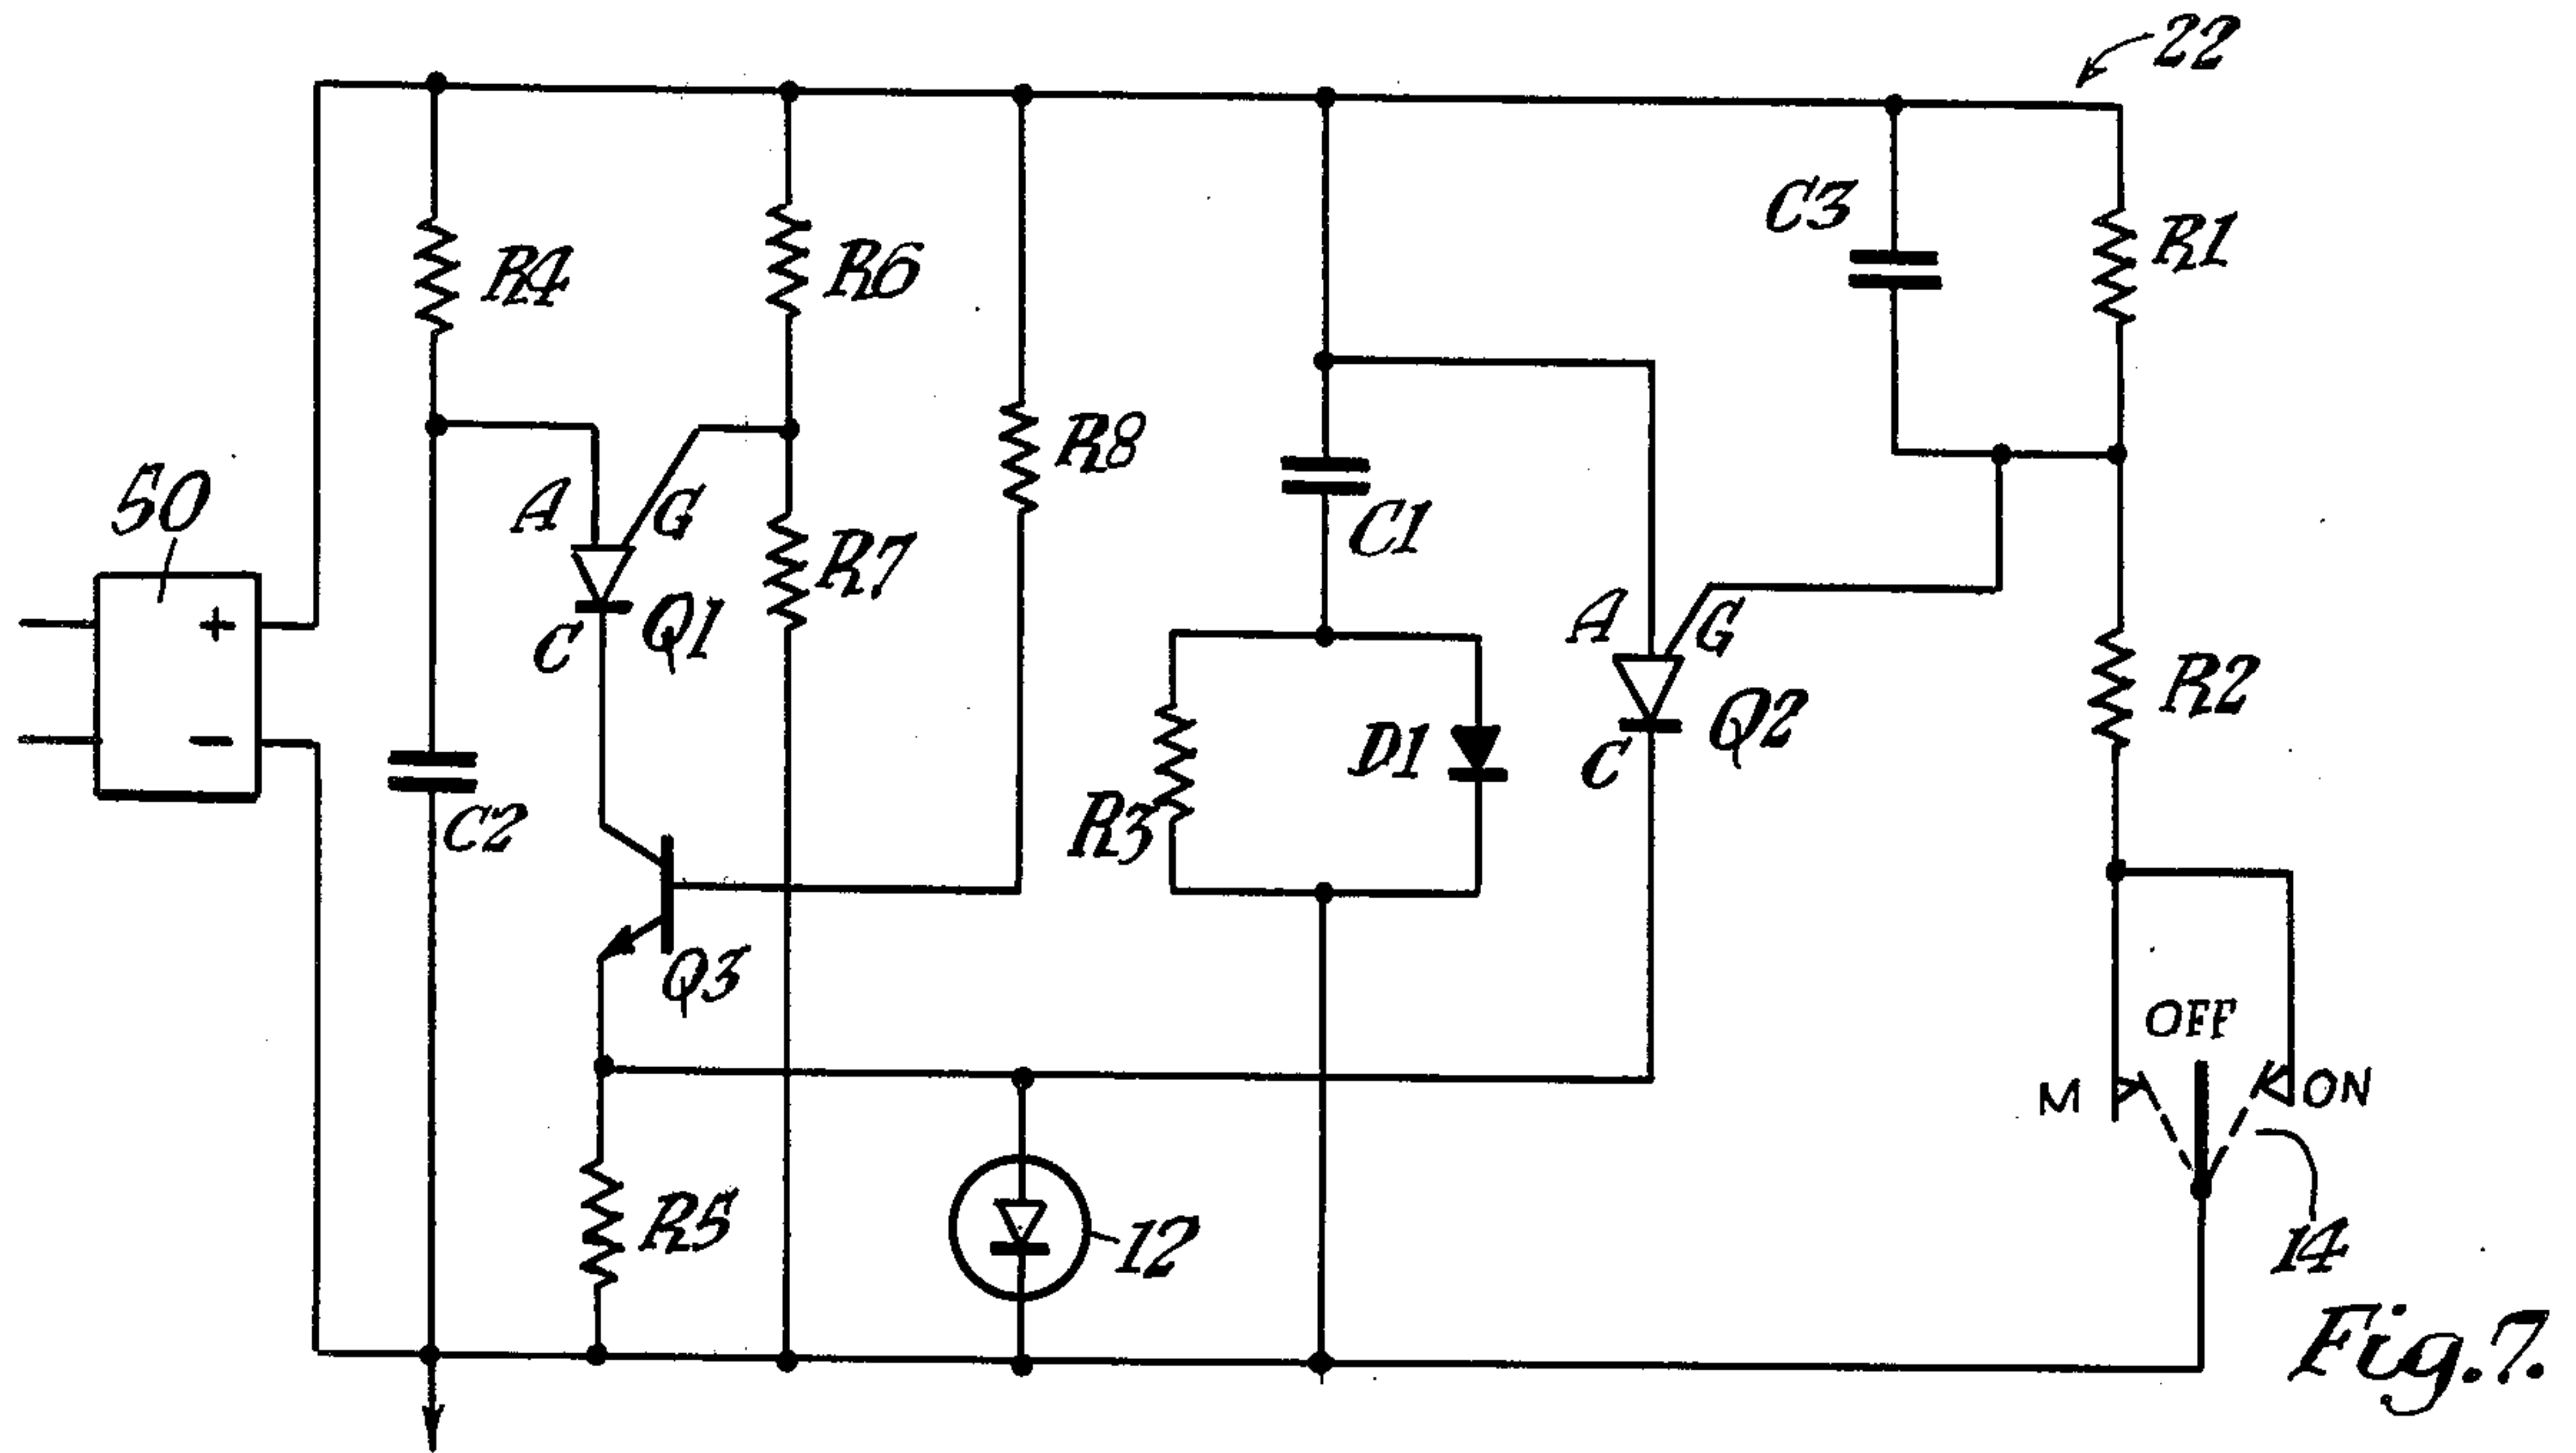 22
C3
R1
R4
R6
R8
50
A
G
C1
+
R7
A
G
C
Q1
−
D1
Q2
R2
C
C2
R3
Q3
OFF
M
ON
R5
12
14
Fig.7.